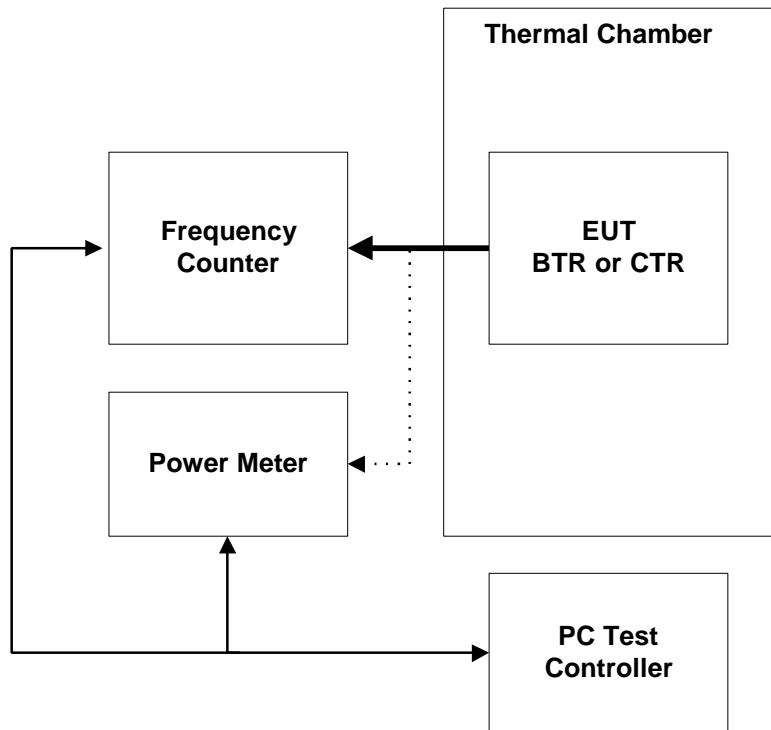 Thermal Chamber
Frequency
Counter
EUT
BTR or CTR
Power Meter
PC Test
Controller